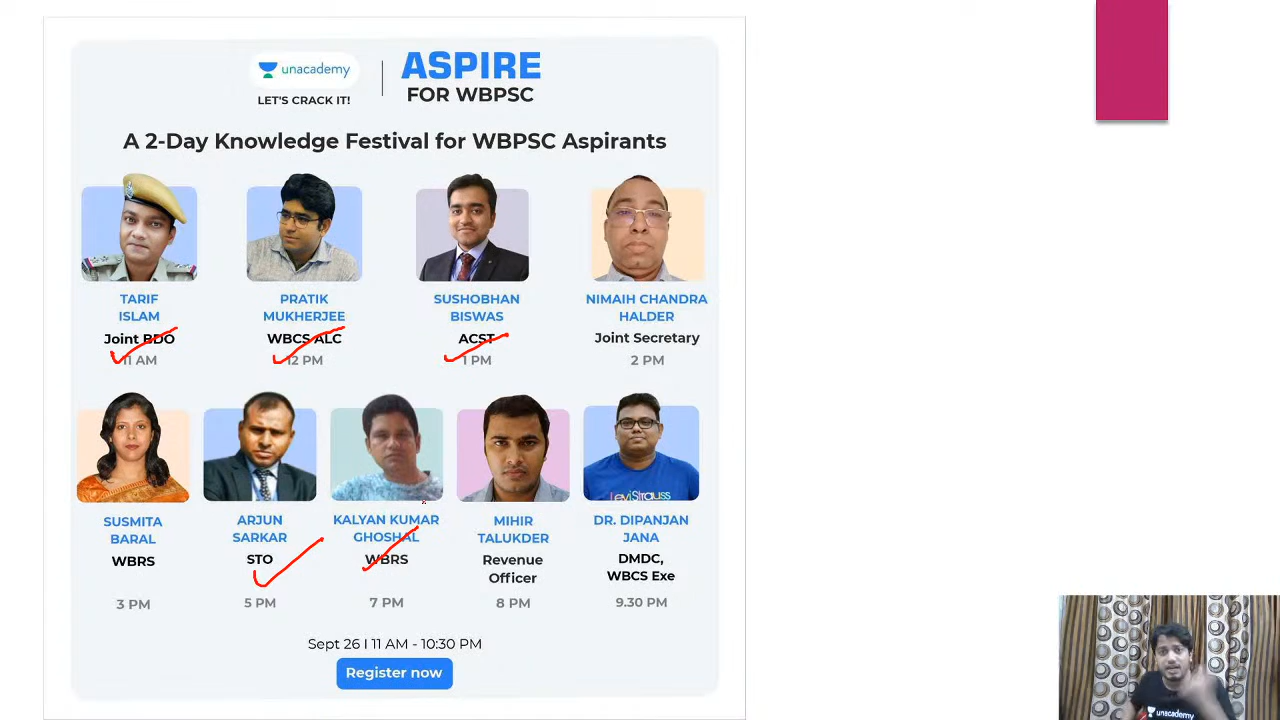 unacademy
LET'S CRACK IT!
ASPIRE
FOR WBPSC
A 2-Day Knowledge Festival for WBPSC Aspirants
TARIF
ISLAM
Joint BDO
11 AM
PRATIK
MUKHERJEE
WBCS ALC
12 PM
SUSHOBHAN
BISWAS
ACST
1 PM
NIMAIH CHANDRA
HALDER
Joint Secretary
2 PM
SUSMITA
BARAL
WBRS
3 PM
ARJUN
SARKAR
STO
5 PM
KALYAN KUMAR
GHOSHAL
WBRS
7 PM
MIHIR
TALUKDER
Revenue
Officer
8 PM
DR. DIPANJAN
JANA
DMDC,
WBCS Exe
9.30 PM
Levi Strauss
Sept 26 I 11 AM - 10:30 PM
Register now
unacademy